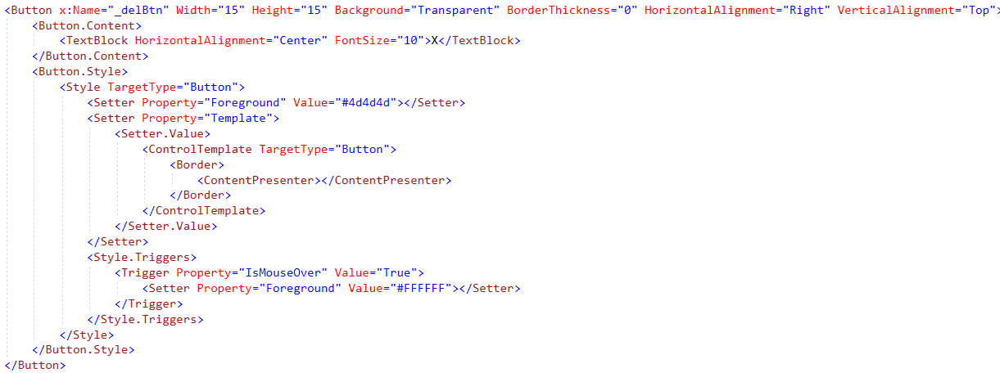 <Button x:Name="_delBtn" Width="15" Height="15" Background="Transparent" BorderThickness="0" HorizontalAlignment="Right" VerticalAlignment="Top">
    <Button.Content>
        <TextBlock HorizontalAlignment="Center" FontSize="10">X</TextBlock>
    </Button.Content>
    <Button.Style>
        <Style TargetType="Button">
            <Setter Property="Foreground" Value="#4d4d4d"></Setter>
            <Setter Property="Template">
                <Setter.Value>
                    <ControlTemplate TargetType="Button">
                        <Border>
                            <ContentPresenter></ContentPresenter>
                        </Border>
                    </ControlTemplate>
                </Setter.Value>
            </Setter>
            <Style.Triggers>
                <Trigger Property="IsMouseOver" Value="True">
                    <Setter Property="Foreground" Value="#FFFFFF"></Setter>
                </Trigger>
            </Style.Triggers>
        </Style>
    </Button.Style>
</Button>